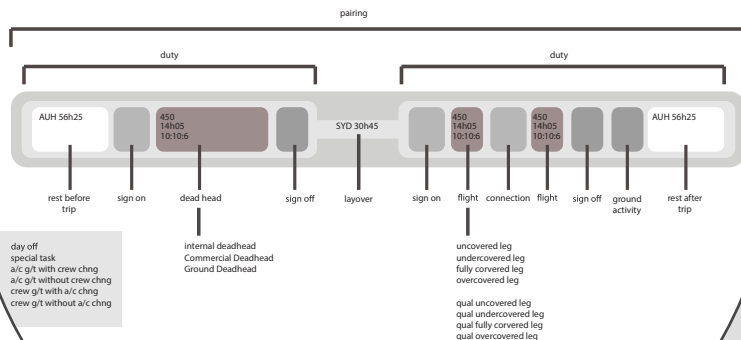 pairing
duty
duty
AUH 56h25
450
14h05
10:10:6
SYD 30h45
450
14h05
10:10:6
450
14h05
10:10:6
AUH 56h25
rest before
trip
sign on
dead head
sign off
layover
sign on
flight
connection
flight
sign off
ground
activity
rest after
trip
day off
special task
a/c g/t with crew chng
a/c g/t without crew chng
crew g/t with a/c chng
crew g/t without a/c chng
internal deadhead
Commercial Deadhead
Ground Deadhead
uncovered leg
undercovered leg
fully corvered leg
overcovered leg
qual uncovered leg
qual undercovered leg
qual fully corvered leg
qual overcovered leg